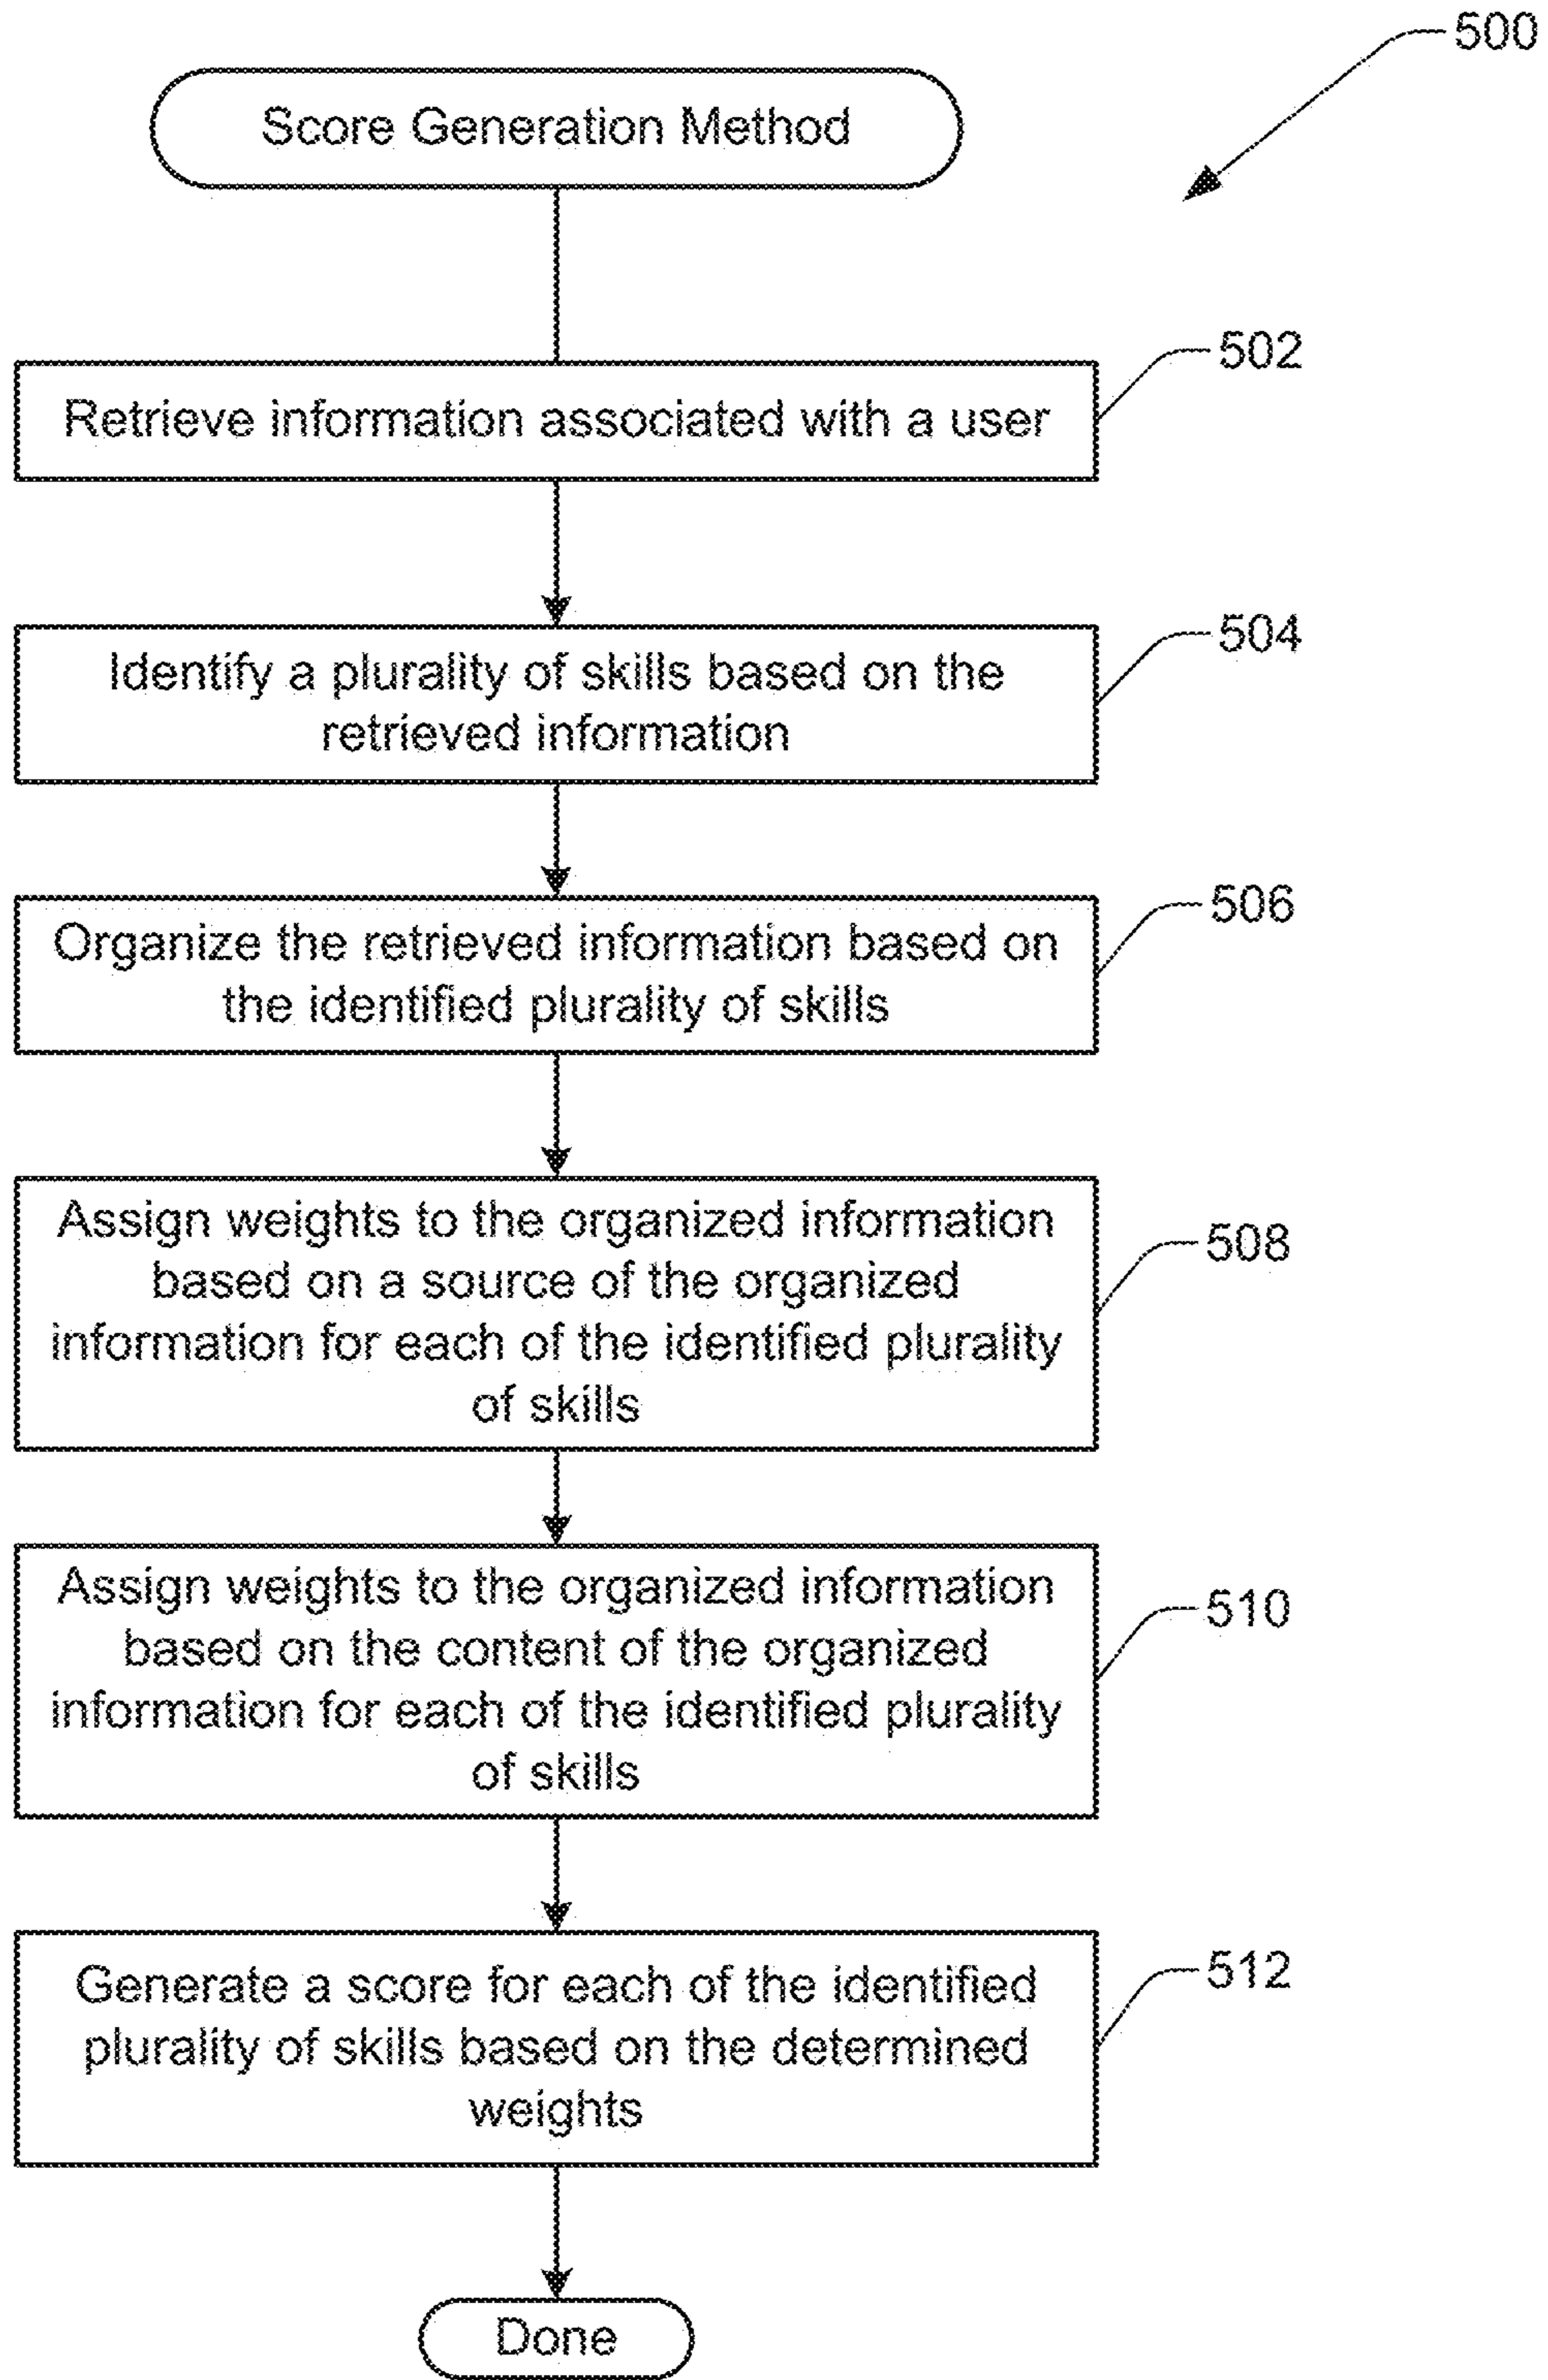 500
Score Generation Method
502
Retrieve information associated with a user
504
Identify a plurality of skills based on the
retrieved information
506
Organize the retrieved information based on
the identified plurality of skills
508
Assign weights to the organized information
based on a source of the organized
information for each of the identified plurality
of skills
510
Assign weights to the organized information
based on the content of the organized
information for each of the identified plurality
of skills
512
Generate a score for each of the identified
plurality of skills based on the determined
weights
Done